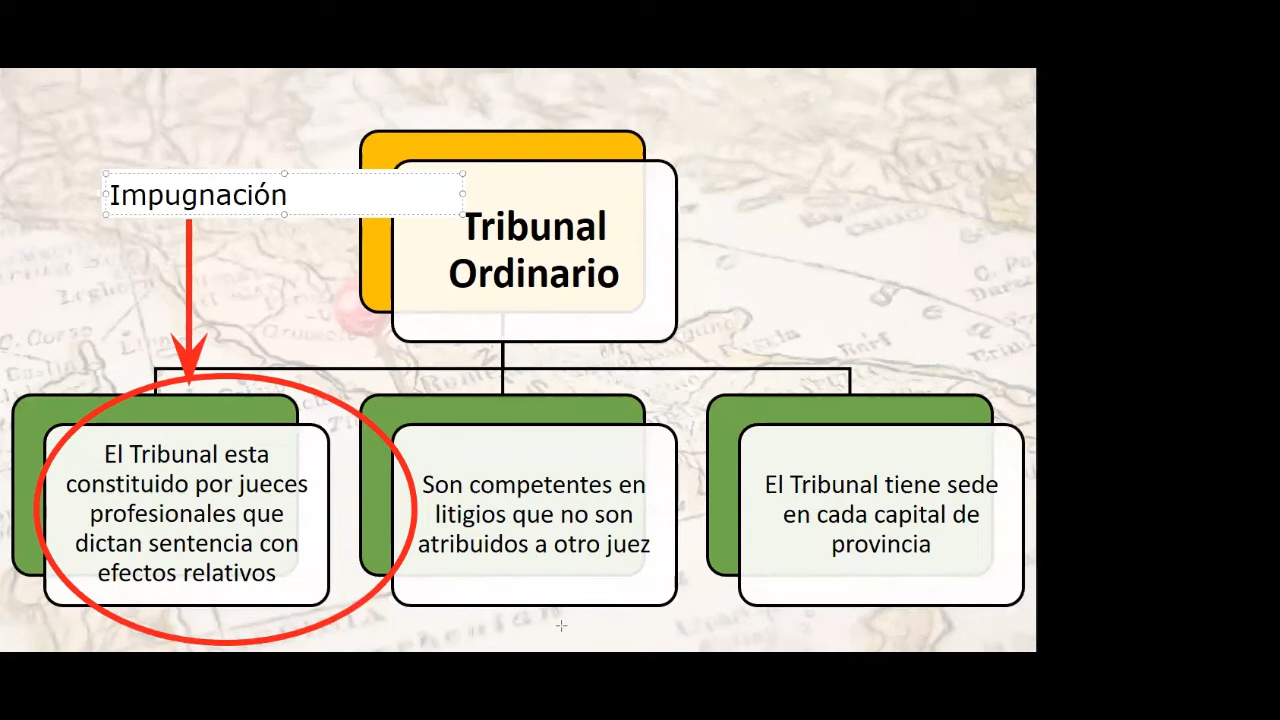 Impugnación
Tribunal
Ordinario
El Tribunal esta
constituido por jueces
profesionales que
dictan sentencia con
efectos relativos
Son competentes en
litigios que no son
atribuidos a otro juez
El Tribunal tiene sede
en cada capital de
provincia